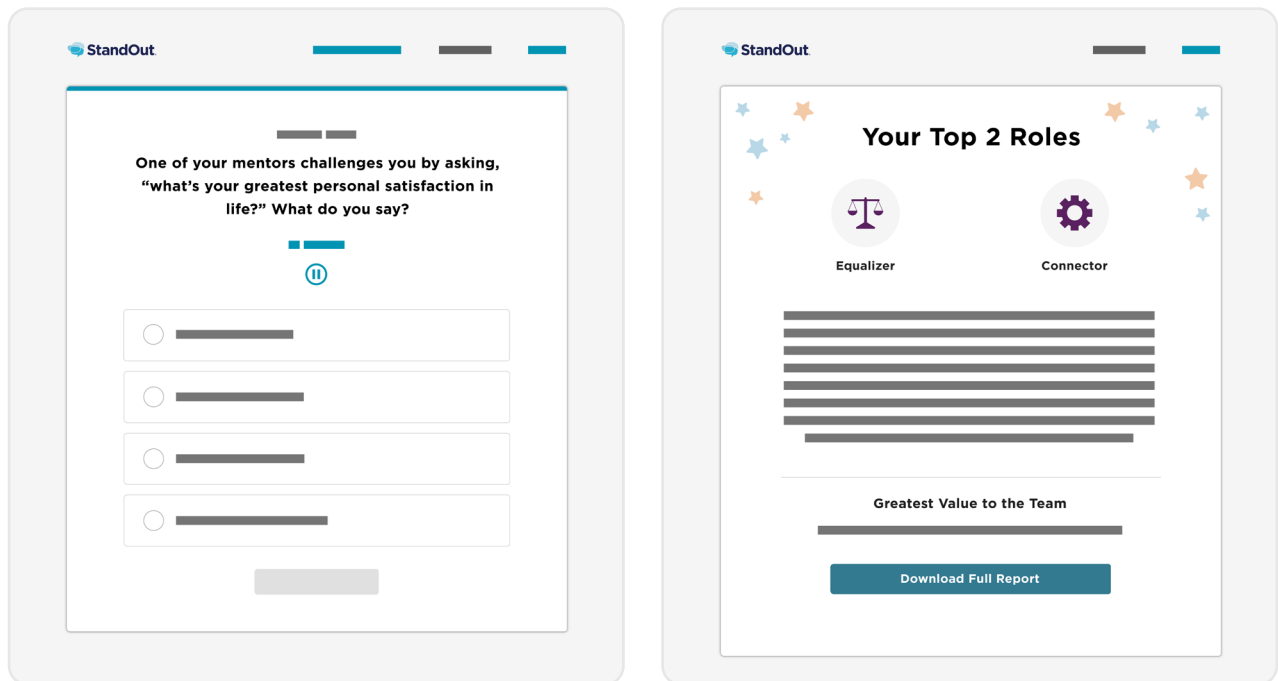 StandOut.
One of your mentors challenges you by asking,
“what’s your greatest personal satisfaction in
life?” What do you say?
StandOut.
Your Top 2 Roles
Equalizer
Connector
Greatest Value to the Team
Download Full Report